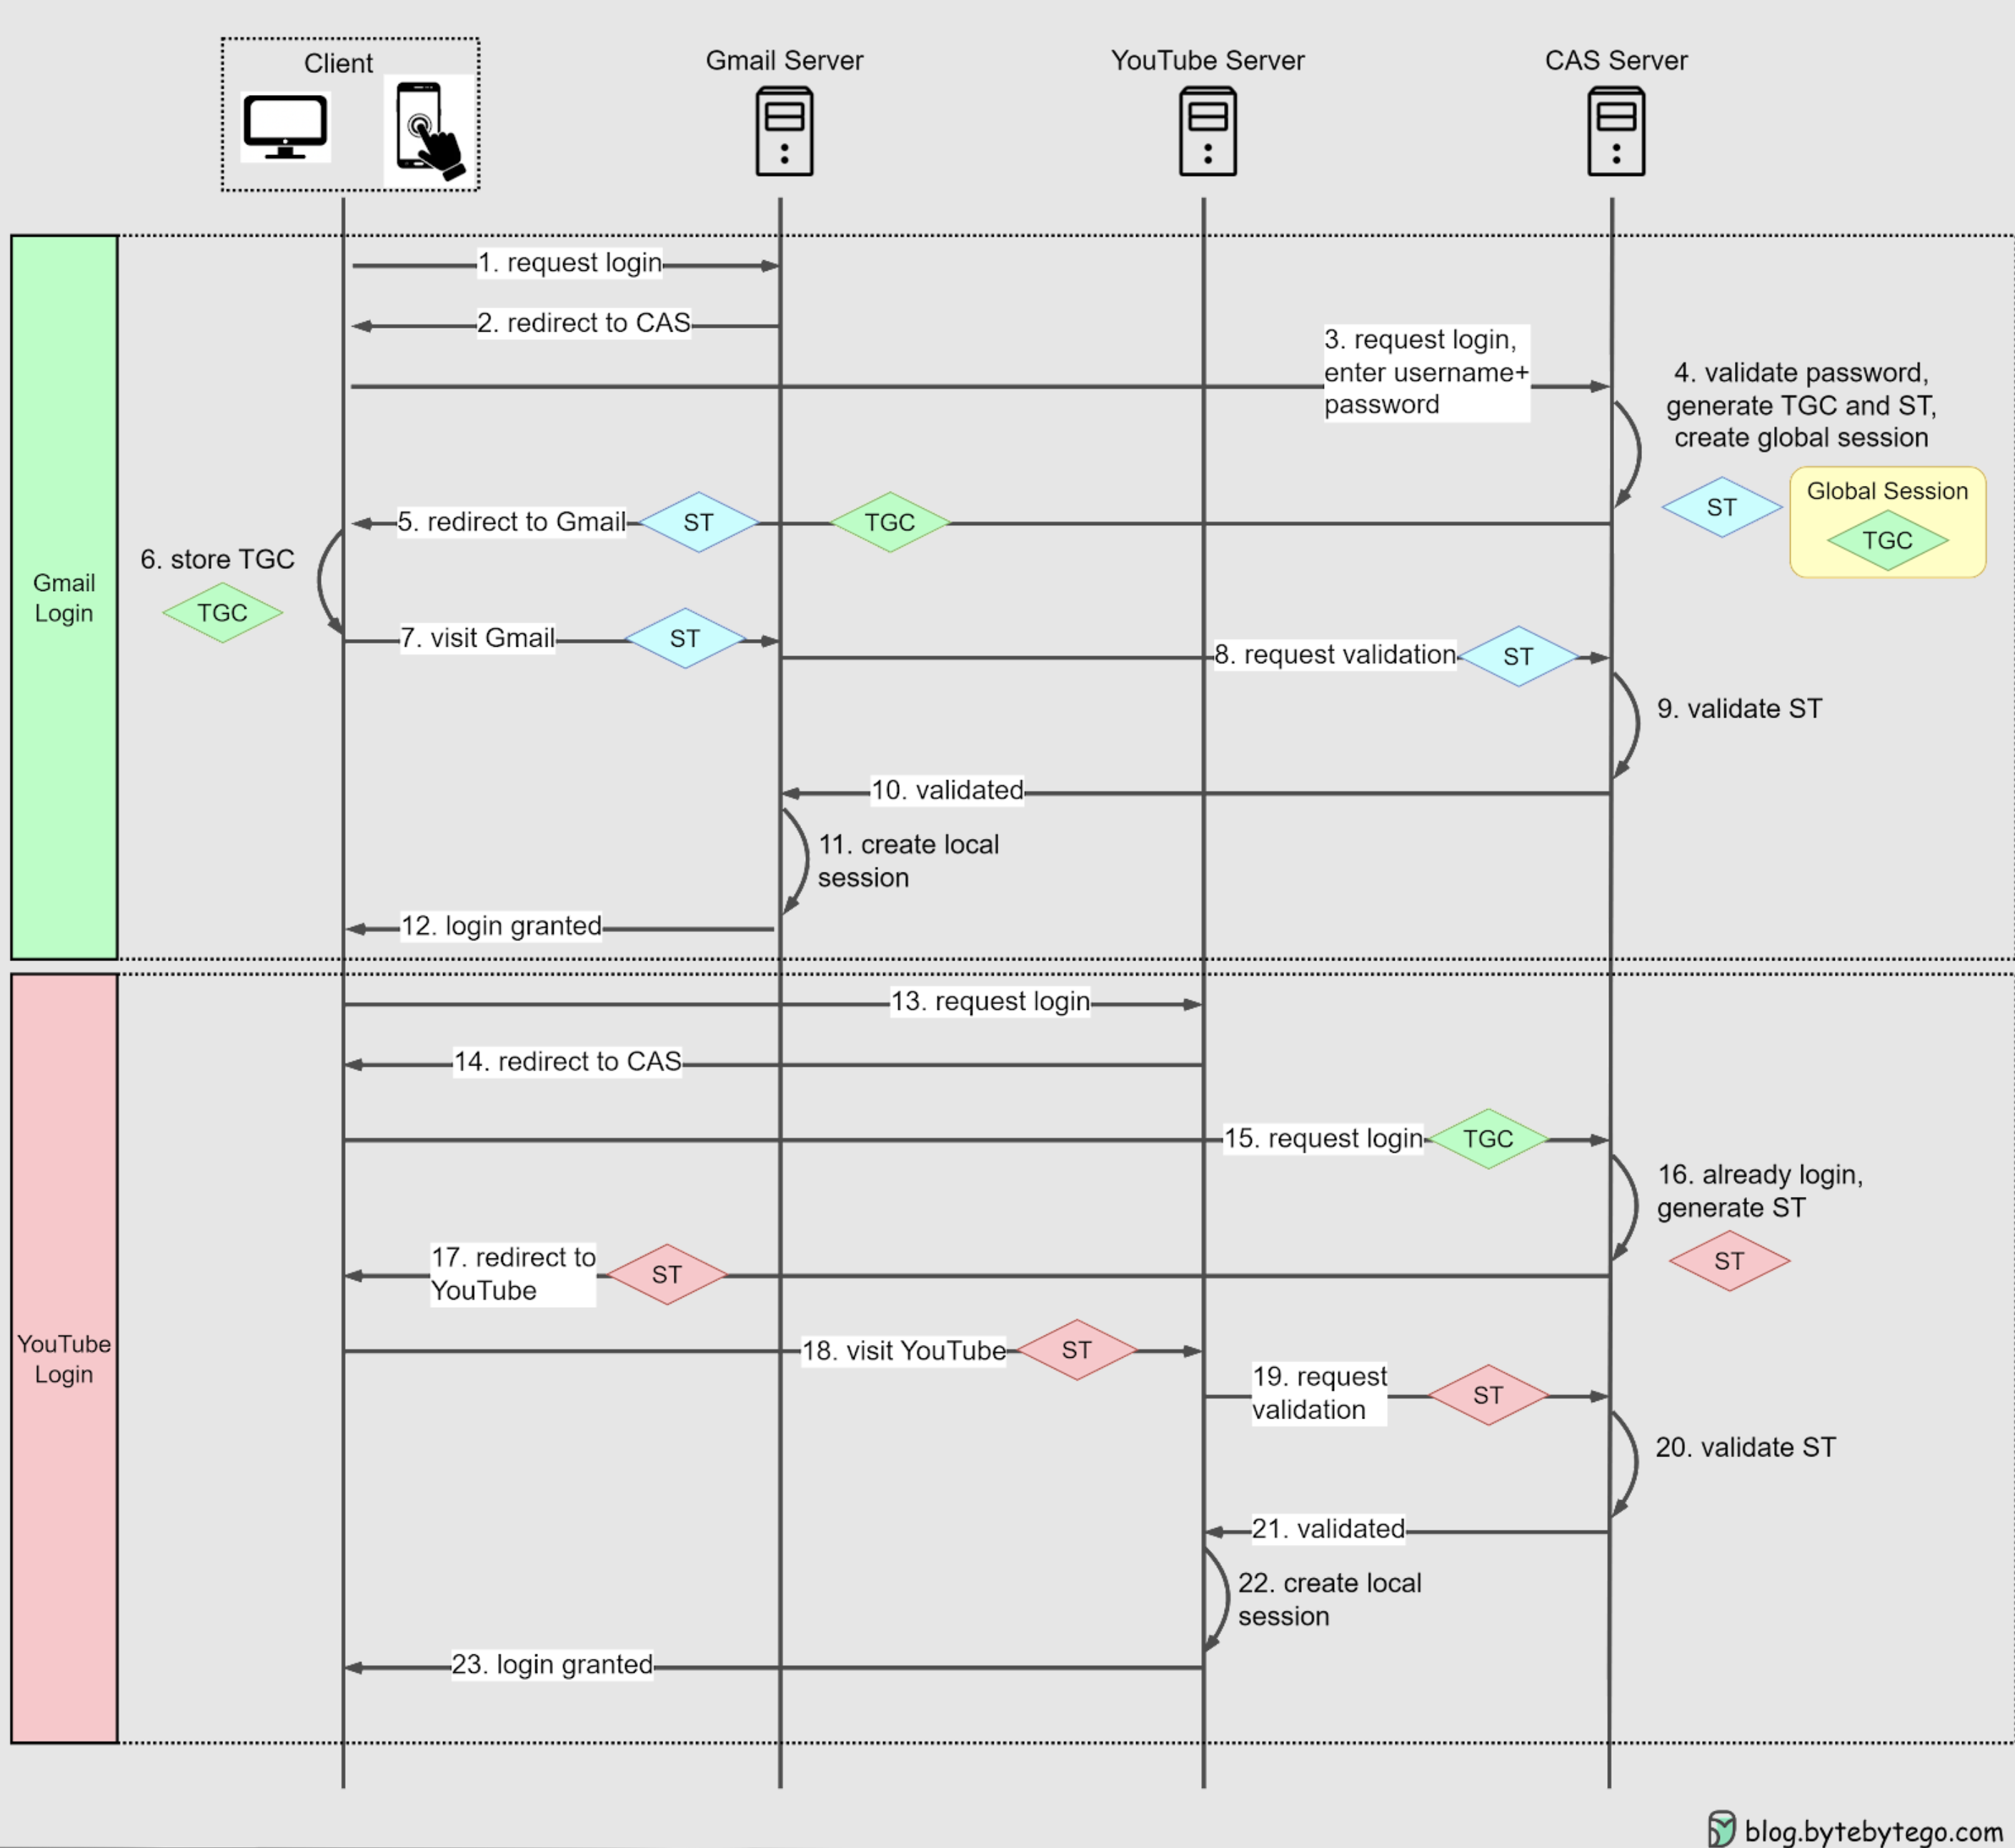 Client
Gmail Server
YouTube Server
CAS Server
Gmail
Login
1. request login
2. redirect to CAS
3. request login,
enter username+
password
4. validate password,
generate TGC and ST,
create global session
ST
Global Session
TGC
5. redirect to Gmail
ST
TGC
6. store TGC
TGC
7. visit Gmail
ST
8. request validation
ST
9. validate ST
10. validated
11. create local
session
12. login granted
YouTube
Login
13. request login
14. redirect to CAS
15. request login
TGC
16. already login,
generate ST
ST
17. redirect to
YouTube
ST
18. visit YouTube
ST
19. request
validation
ST
20. validate ST
21. validated
22. create local
session
23. login granted
blog.bytebytego.com